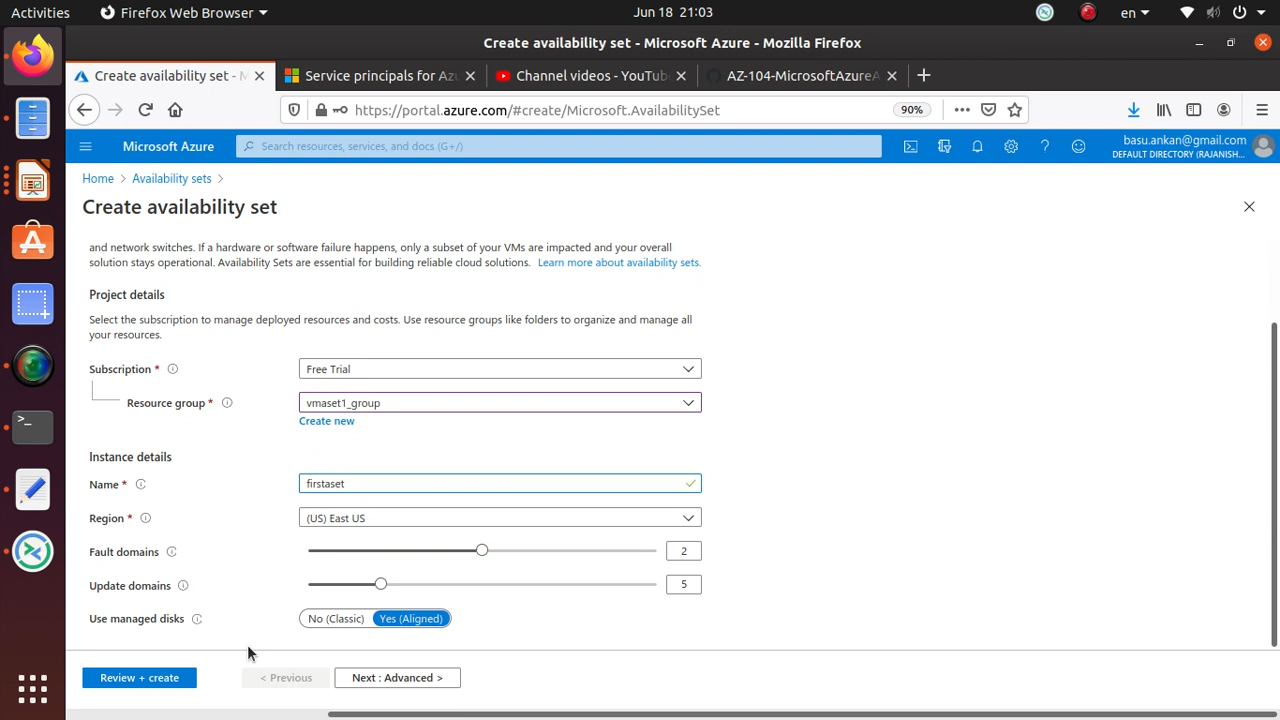 Activities
Firefox Web Browser
Jun 18 21:03
en
Create availability set - Microsoft Azure - Mozilla Firefox
Create availability set - M
Service principals for Az
Channel videos - YouTub
AZ-104-MicrosoftAzureA
https://portal.azure.com/#create/Microsoft.AvailabilitySet
90%
Microsoft Azure
Search resources, services, and docs (G+/)
basu.ankan@gmail.com
DEFAULT DIRECTORY (RAJANISH...
Home > Availability sets >
Create availability set
and network switches. If a hardware or software failure happens, only a subset of your VMs are impacted and your overall
solution stays operational. Availability Sets are essential for building reliable cloud solutions. Learn more about availability sets.
Project details
Select the subscription to manage deployed resources and costs. Use resource groups like folders to organize and manage all
your resources.
Subscription *
Free Trial
Resource group *
vmaset1_group
Create new
Instance details
Name *
firstaset
Region *
(US) East US
Fault domains
2
Update domains
5
Use managed disks
No (Classic)
Yes (Aligned)
Review + create
< Previous
Next : Advanced >